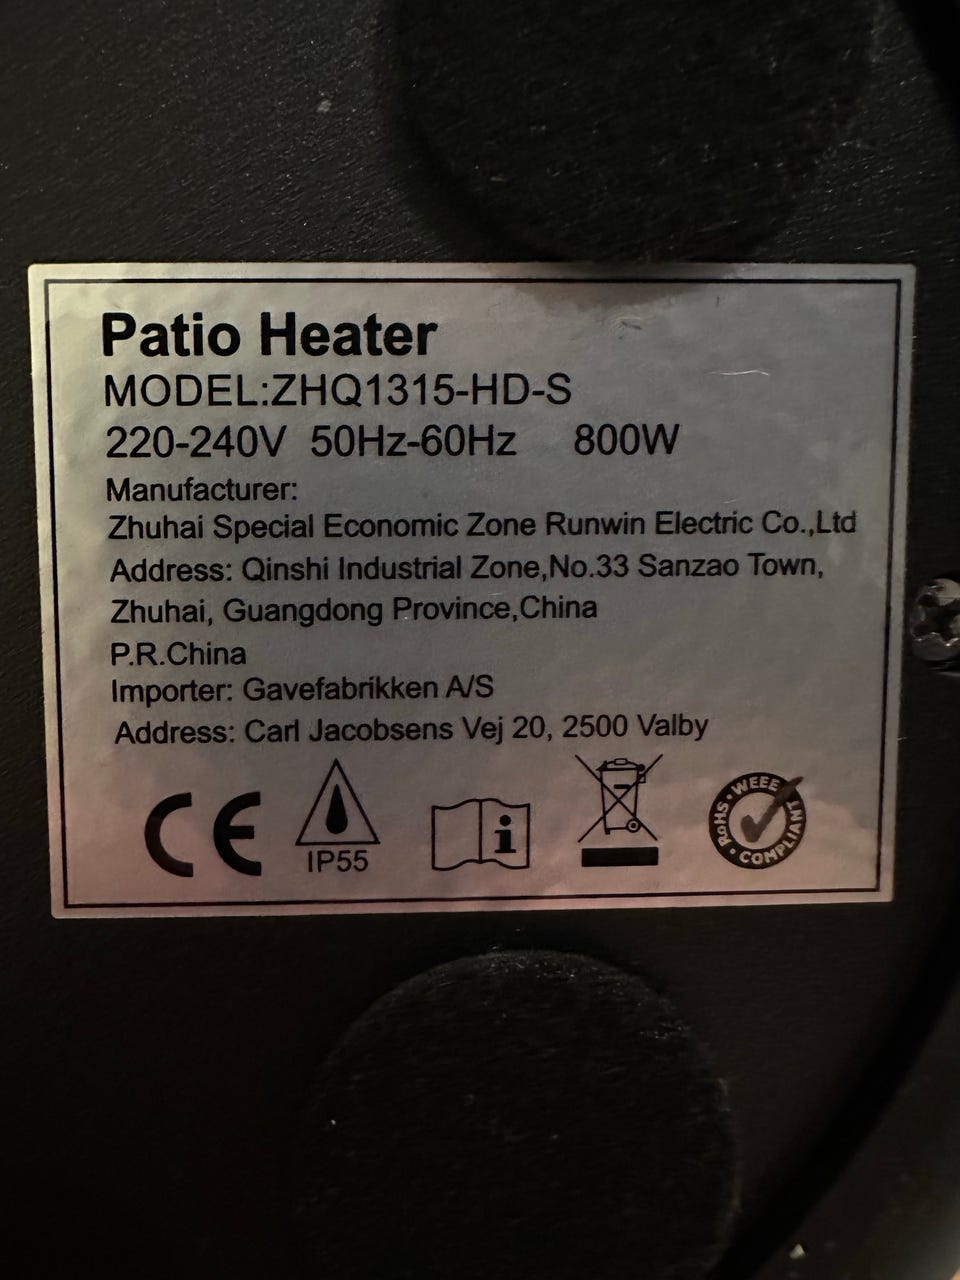 Patio Heater
MODEL:ZHQ1315-HD-S
220-240V 50Hz-60Hz 800W
Manufacturer:
Zhuhai Special Economic Zone Runwin Electric Co.,Ltd
Address: Qinshi Industrial Zone,No.33 Sanzao Town,
Zhuhai, Guangdong Province,China
P.R.China
Importer: Gavefabrikken A/S
Address: Carl Jacobsens Vej 20, 2500 Valby
CE
IP55
i
RoHS • WEEE
• COMPLIANT